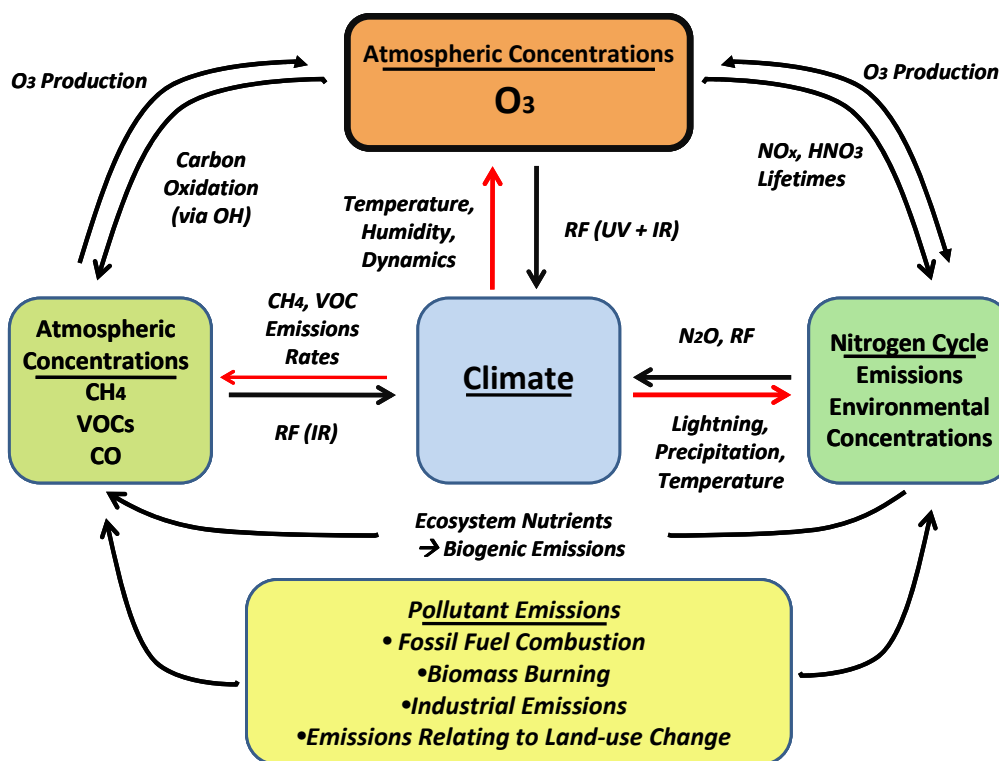 Atmospheric Concentrations
O₃
O₃ Production
O₃ Production
Carbon
Oxidation
(via OH)
NOₓ, HNO₃
Lifetimes
Temperature,
Humidity,
Dynamics
RF (UV + IR)
Atmospheric
Concentrations
CH₄
VOCs
CO
CH₄, VOC
Emissions
Rates
RF (IR)
Climate
N₂O, RF
Lightning,
Precipitation,
Temperature
Nitrogen Cycle
Emissions
Environmental
Concentrations
Ecosystem Nutrients
→ Biogenic Emissions
Pollutant Emissions
•Fossil Fuel Combustion
•Biomass Burning
•Industrial Emissions
•Emissions Relating to Land-use Change